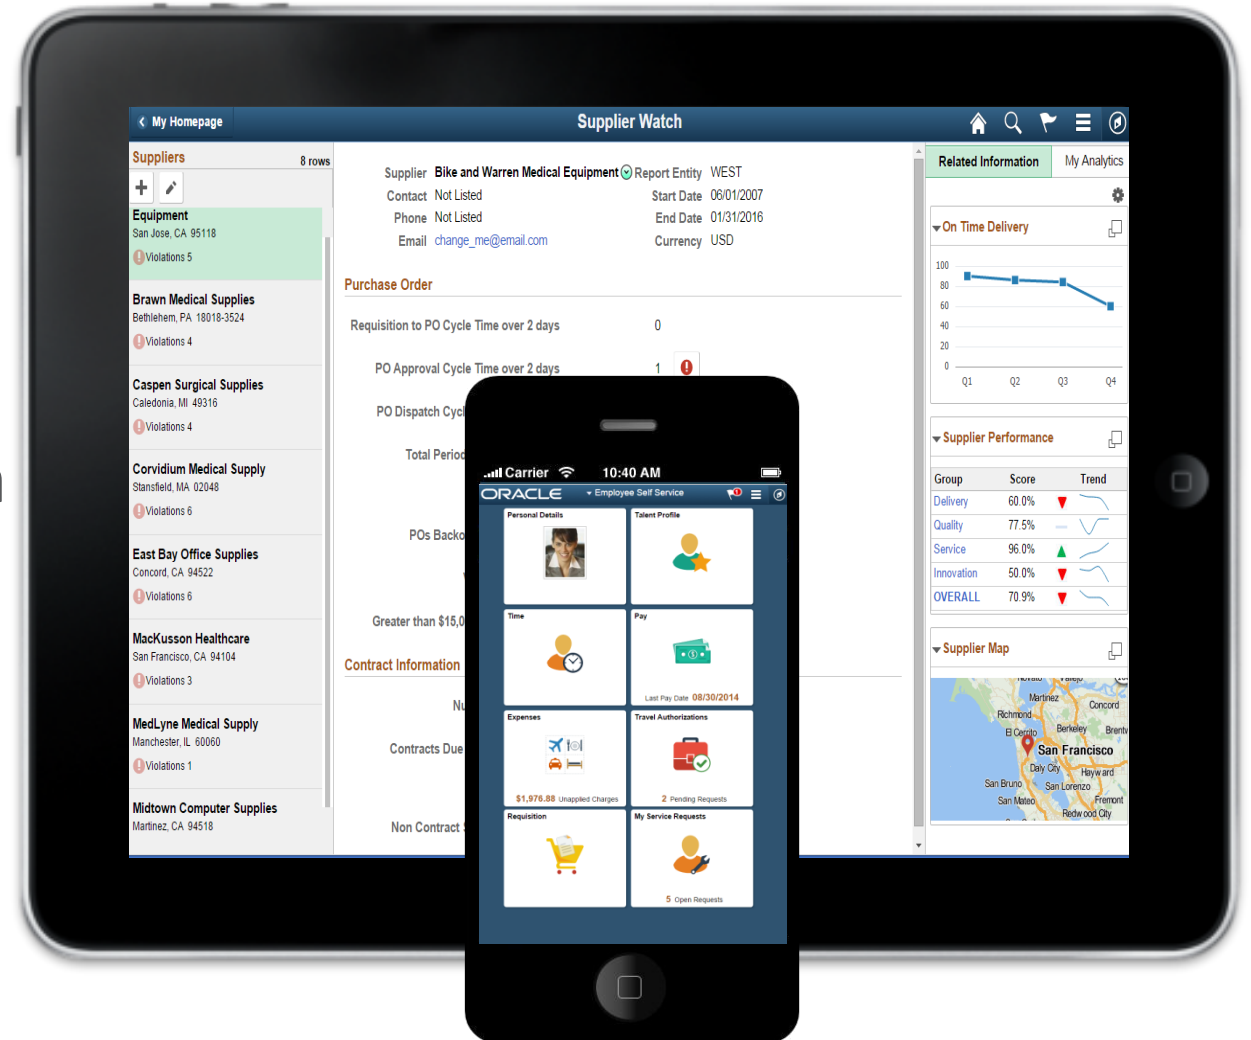 My Homepage
Supplier Watch
Suppliers
8 rows
Equipment
San Jose, CA 95118
Violations 5
Brawn Medical Supplies
Bethlehem, PA 18018-3524
Violations 4
Caspen Surgical Supplies
Caledonia, MI 49316
Violations 4
Corvidium Medical Supply
Stansfield, MA 02048
Violations 6
East Bay Office Supplies
Concord, CA 94522
Violations 6
MacKusson Healthcare
San Francisco, CA 94104
Violations 3
MedLyne Medical Supply
Manchester, IL 60060
Violations 1
Midtown Computer Supplies
Martinez, CA 94518
Supplier Bike and Warren Medical Equipment Report Entity WEST
Contact Not Listed Start Date 06/01/2007
Phone Not Listed End Date 01/31/2016
Email change_me@email.com Currency USD
Purchase Order
Requisition to PO Cycle Time over 2 days 0
PO Approval Cycle Time over 2 days 1
PO Dispatch Cycl
Total Period
POs Backo
Greater than $15,0
Contract Information
Nu
Contracts Due
Non Contract S
Related Information My Analytics
On Time Delivery
100
80
60
40
20
0
Q1 Q2 Q3 Q4
Supplier Performance
Group Score Trend
Delivery 60.0%
Quality 77.5%
Service 96.0%
Innovation 50.0%
OVERALL 70.9%
Supplier Map
Martinez
Concord
Richmond
El Cerrito
Berkeley
Brentv
San Francisco
Daly City
Hayward
San Bruno
San Lorenzo
San Mateo
Fremont
Redwood City
Carrier 10:40 AM
ORACLE Employee Self Service 1
Personal Details
Talent Profile
Time
Pay
Last Pay Date 08/30/2014
Expenses
$1,976.88 Unapplied Charges
Travel Authorizations
2 Pending Requests
Requisition
My Service Requests
5 Open Requests